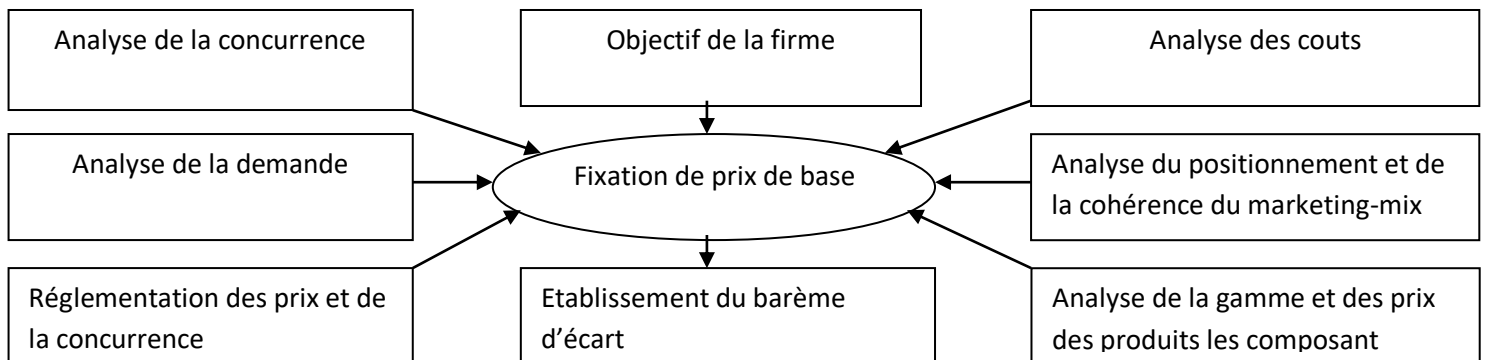 Analyse de la concurrence
Objectif de la firme
Analyse des couts
Analyse de la demande
Fixation de prix de base
Analyse du positionnement et de
la cohérence du marketing-mix
Réglementation des prix et de
la concurrence
Etablissement du barème
d’écart
Analyse de la gamme et des prix
des produits les composant